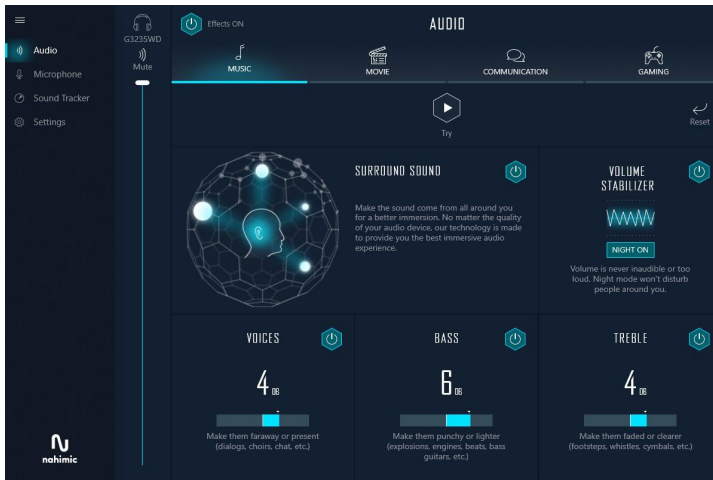 Audio
Microphone
Sound Tracker
Settings
nahimic
G3235WD
Mute
Effects ON
AUDIO
MUSIC
MOVIE
COMMUNICATION
GAMING
Try
Reset
SURROUND SOUND
Make the sound come from all around you
for a better immersion. No matter the quality
of your audio device, our technology is made
to provide you the best immersive audio
experience.
VOLUME
STABILIZER
NIGHT ON
Volume is never inaudible or too
loud. Night mode won't disturb
people around you.
VOICES
4 DB
Make them faraway or present
(dialogs, choirs, chat, etc.)
BASS
6 DB
Make them punchy or lighter
(explosions, engines, beats, bass
guitars, etc.)
TREBLE
4 DB
Make them faded or clearer
(footsteps, whistles, cymbals, etc.)